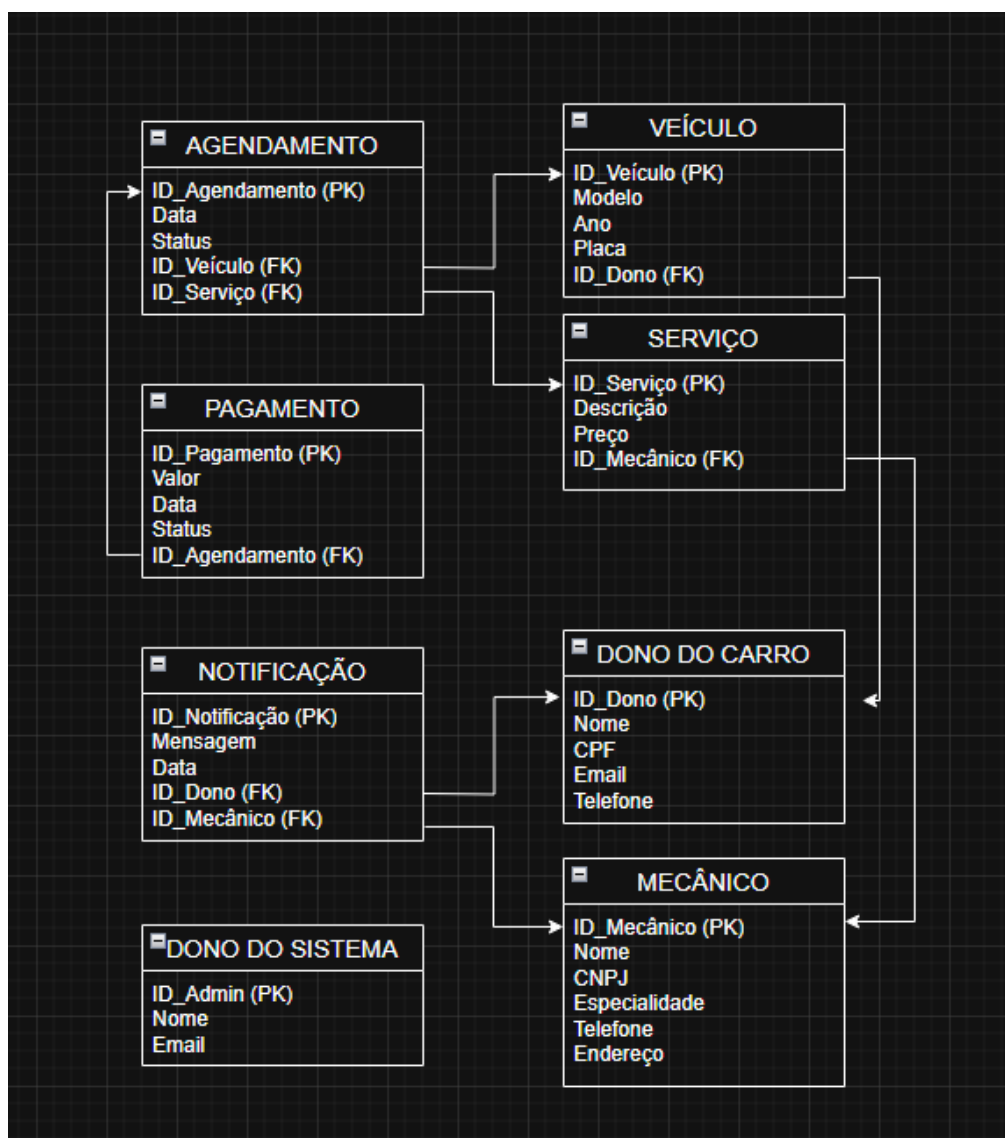 AGENDAMENTO
ID_Agendamento (PK)
Data
Status
ID_Veículo (FK)
ID_Serviço (FK)
VEÍCULO
ID_Veículo (PK)
Modelo
Ano
Placa
ID_Dono (FK)
SERVIÇO
ID_Serviço (PK)
Descrição
Preço
ID_Mecânico (FK)
PAGAMENTO
ID_Pagamento (PK)
Valor
Data
Status
ID_Agendamento (FK)
NOTIFICAÇÃO
ID_Notificação (PK)
Mensagem
Data
ID_Dono (FK)
ID_Mecânico (FK)
DONO DO CARRO
ID_Dono (PK)
Nome
CPF
Email
Telefone
DONO DO SISTEMA
ID_Admin (PK)
Nome
Email
MECÂNICO
ID_Mecânico (PK)
Nome
CNPJ
Especialidade
Telefone
Endereço